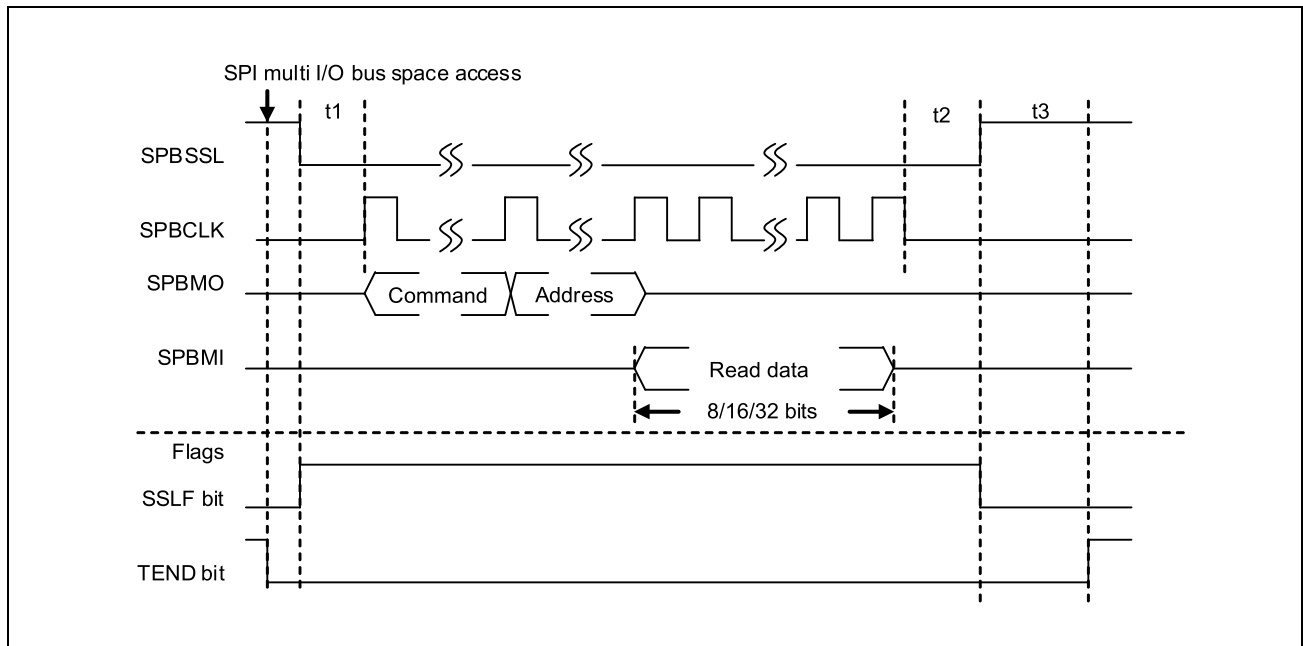 SPI multi I/O bus space access
t1
t2
t3
SPBSSL
SPBCLK
SPBMO
Command
Address
SPBMI
Read data
8/16/32 bits
Flags
SSLF bit
TEND bit